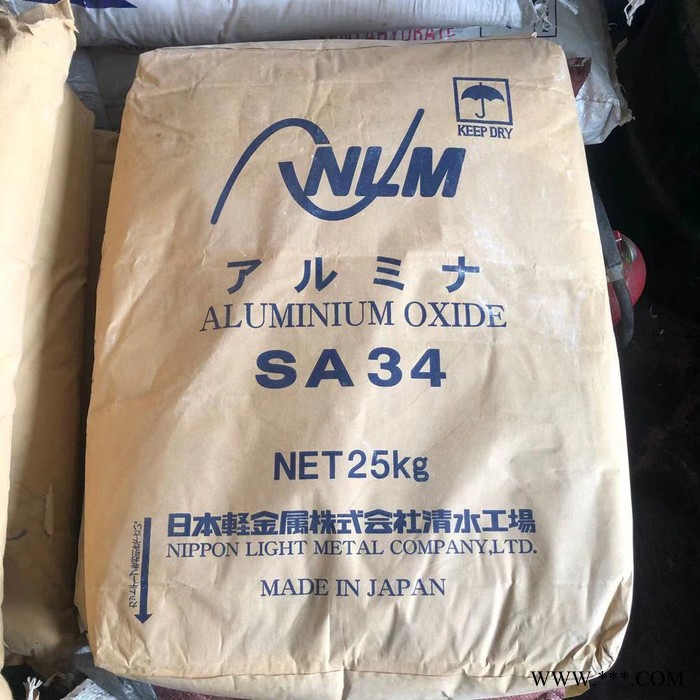 KEEP DRY
NLM
アルミナ
ALUMINIUM OXIDE
SA34
NET25kg
日本軽金属株式会社清水工場
NIPPON LIGHT METAL COMPANY,LTD.
MADE IN JAPAN
WWW.***.COM